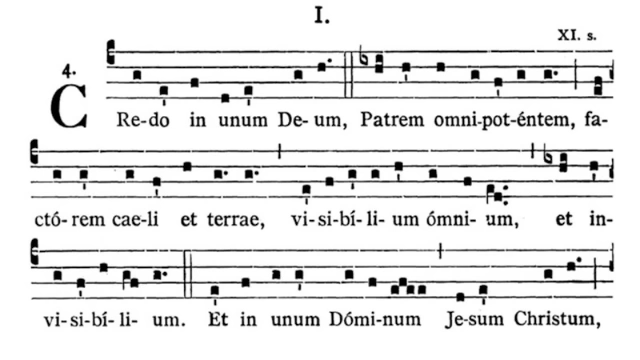 I.
XI. s.
4.
CRedo in unum De-um, Patrem omni-pot-éntem, fa-
ctó-rem cae-li et terrae, vi-si-bí-li-um ómni-um, et in-
vi-si-bí-li-um. Et in unum Dómi-num Je-sum Christum,